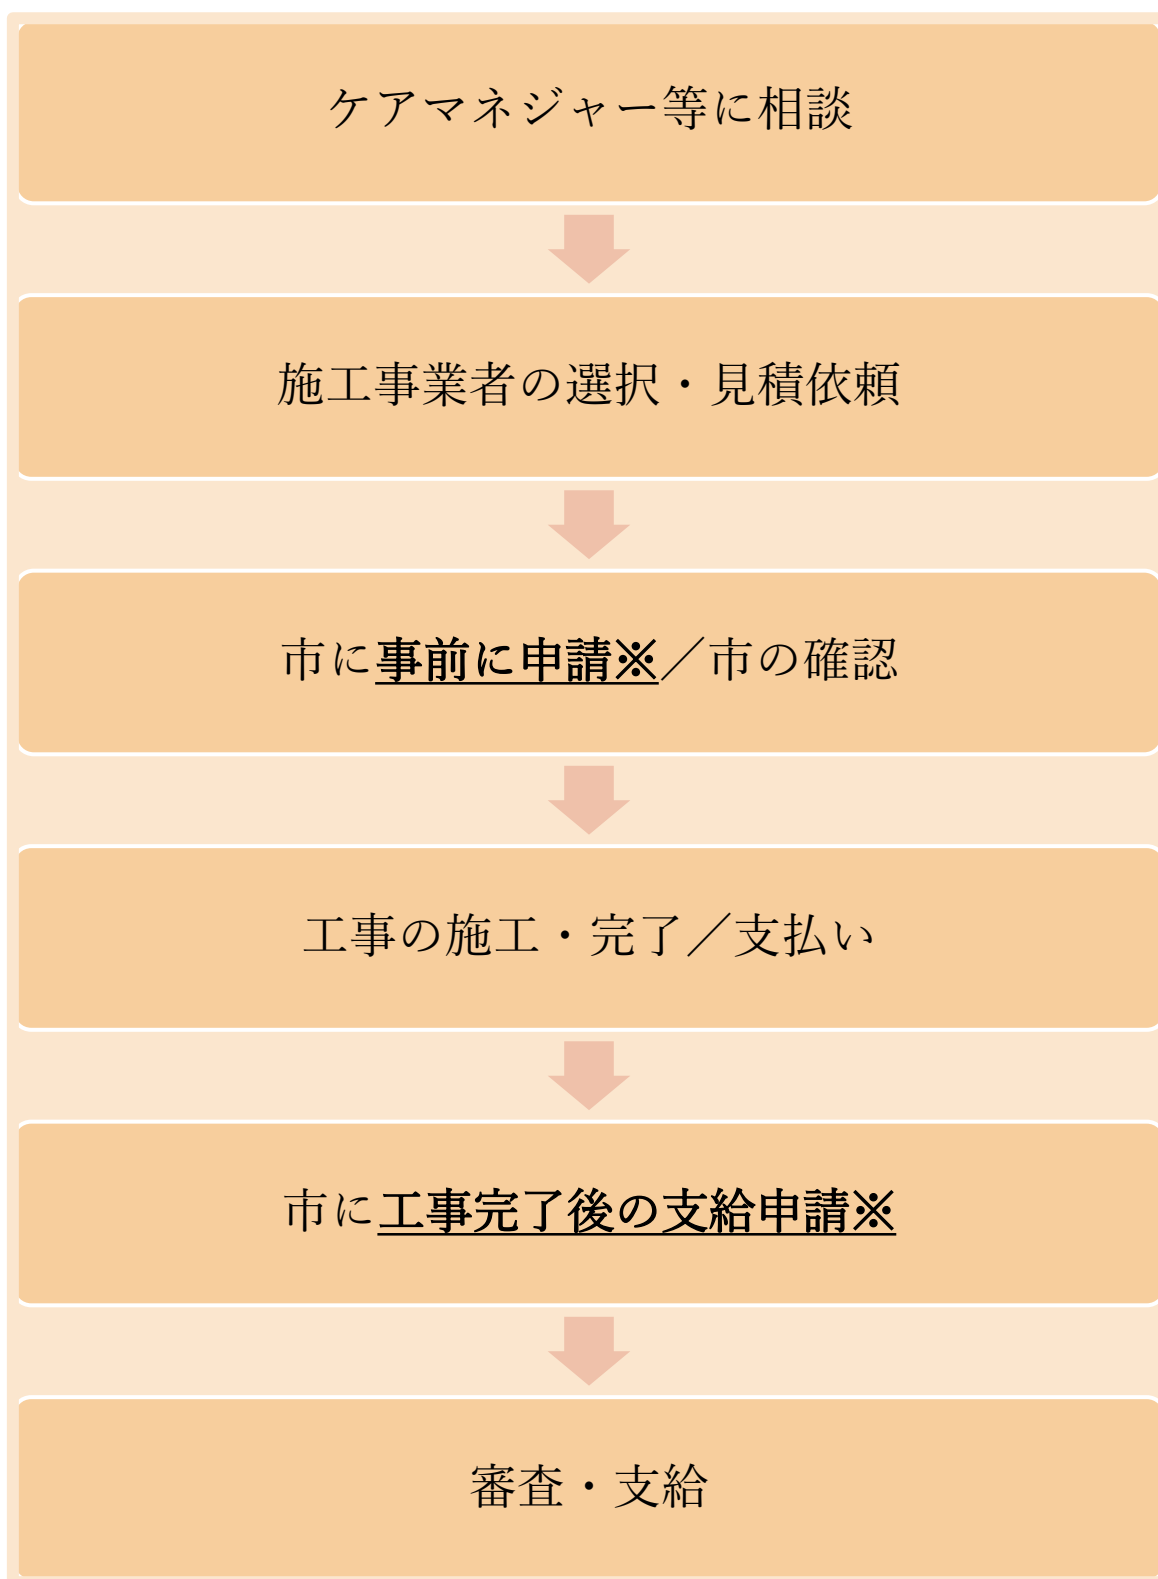 ケアマネジャー等に相談
施工事業者の選択・見積依頼
市に事前に申請※／市の確認
工事の施工・完了／支払い
市に工事完了後の支給申請※
審査・支給